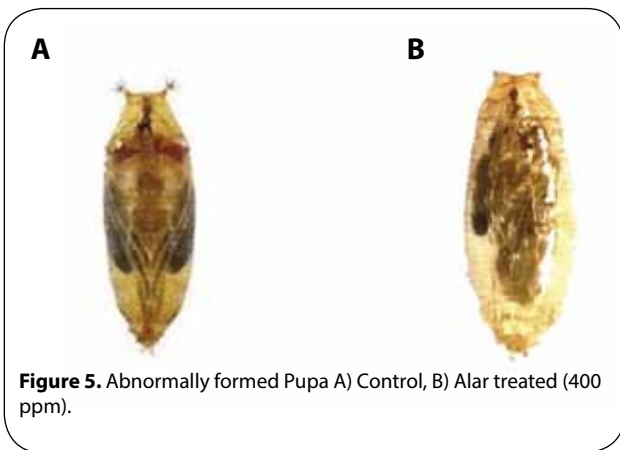 A
B
Figure 5. Abnormally formed Pupa A) Control, B) Alar treated (400
ppm).